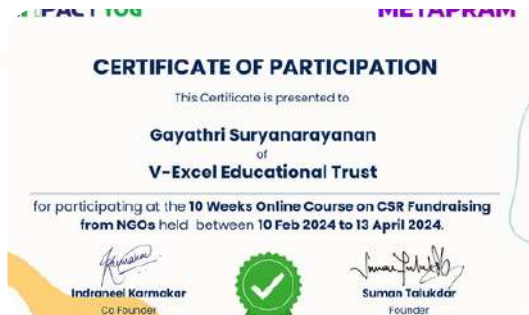 IMPACT YUG METAPRAM
CERTIFICATE OF PARTICIPATION
This Certificate is presented to
Gayathri Suryanarayanan
of
V-Excel Educational Trust
for participating at the 10 Weeks Online Course on CSR Fundraising
from NGOs held between 10 Feb 2024 to 13 April 2024.
Indraneel Karmakar
Suman Talukdar
Co Founder
Founder